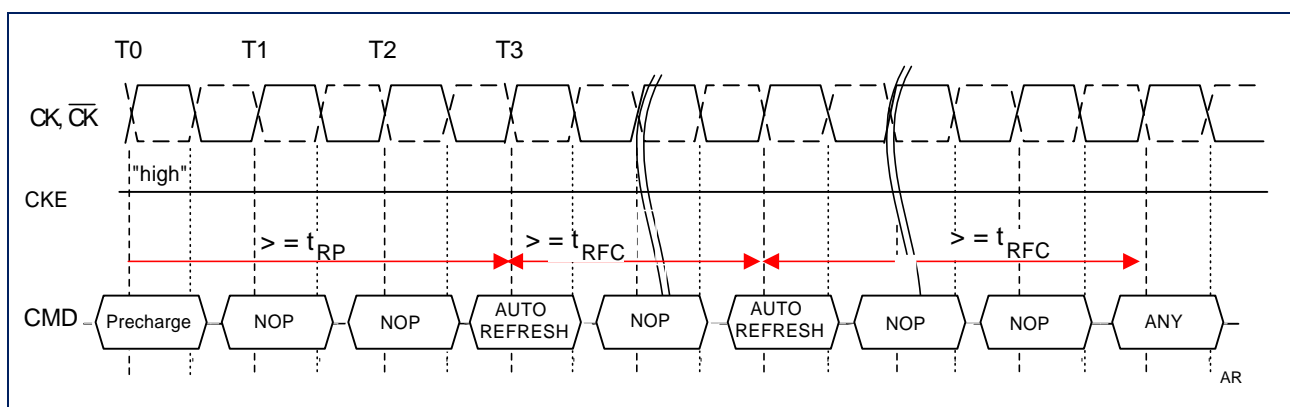 T0 T1 T2 T3
CK, C̅K̅
"high"
CKE
> = tRP > = tRFC > = tRFC
CMD Precharge NOP NOP AUTO REFRESH NOP AUTO REFRESH NOP NOP ANY
AR